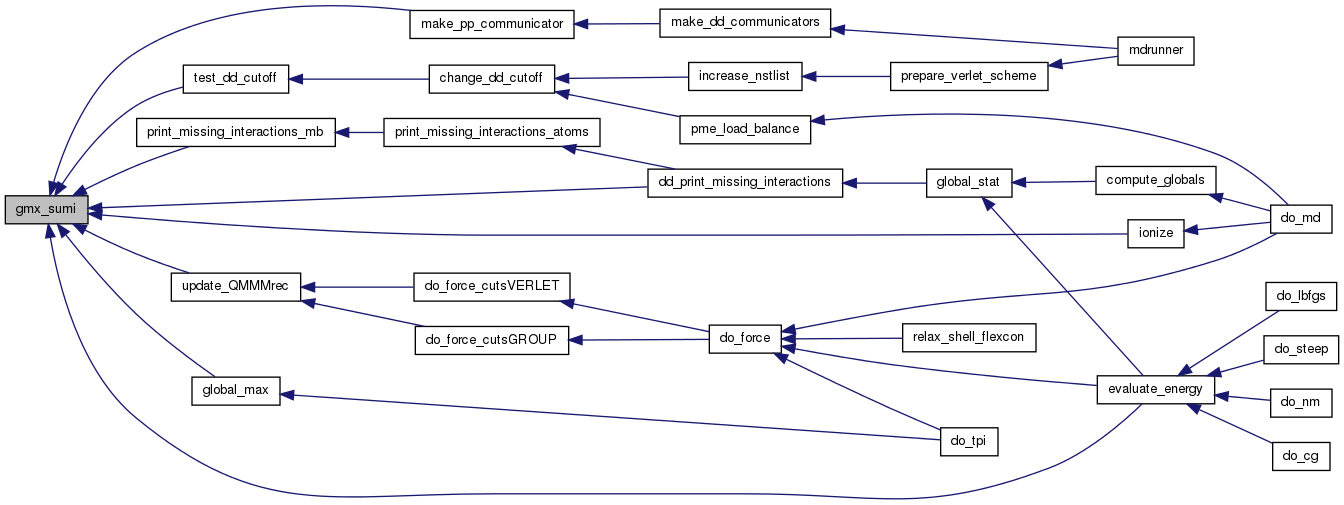 make_pp_communicator
make_dd_communicators
mdrunner
test_dd_cutoff
change_dd_cutoff
increase_nstlist
prepare_verlet_scheme
print_missing_interactions_mb
print_missing_interactions_atoms
pme_load_balance
dd_print_missing_interactions
global_stat
compute_globals
gmx_sumi
ionize
do_md
update_QMMMrec
do_force_cutsVERLET
do_force_cutsGROUP
do_force
relax_shell_flexcon
do_lbfgs
do_steep
global_max
evaluate_energy
do_nm
do_tpi
do_cg